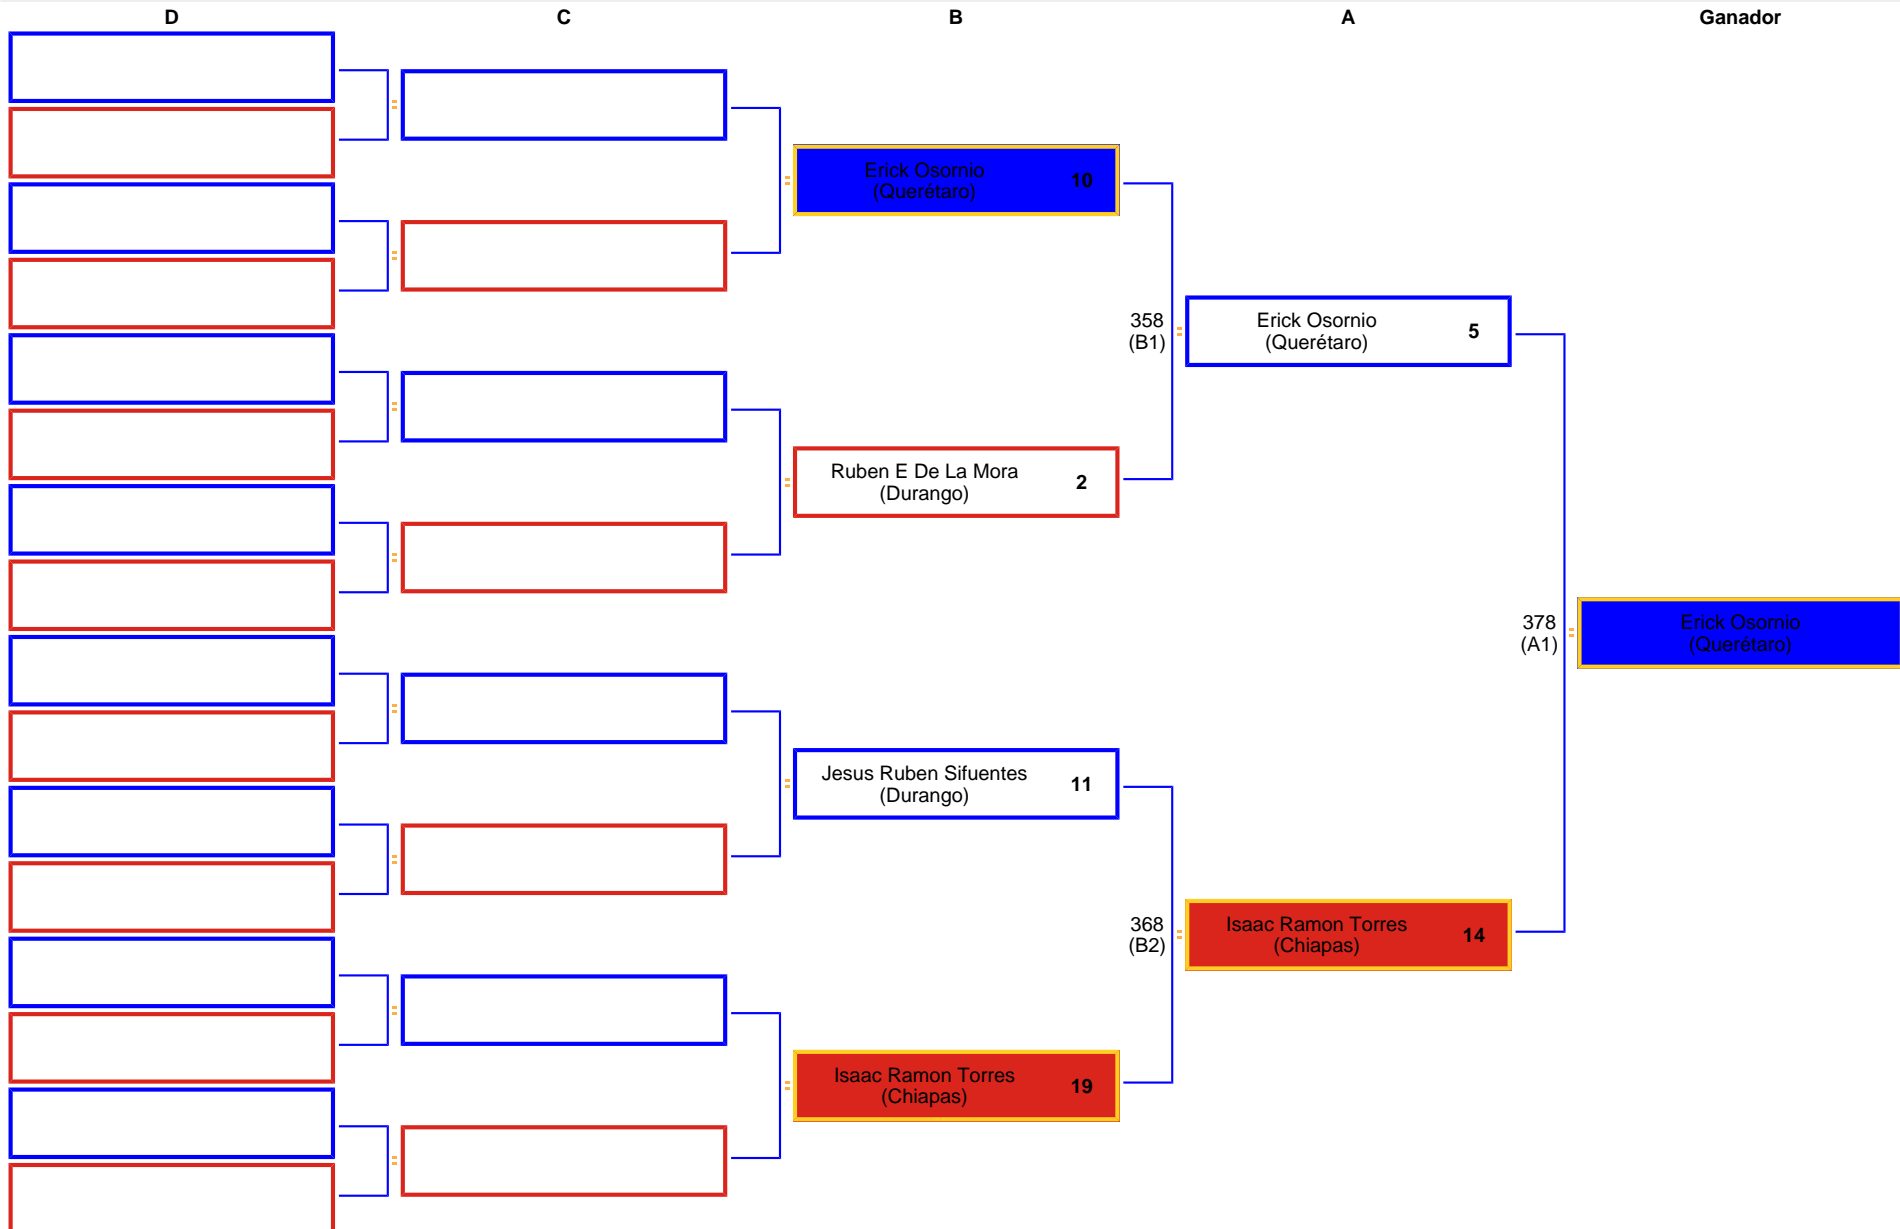 D C B A Ganador
Erick Osornio
(Querétaro) 10
358
(B1)
Erick Osornio
(Querétaro) 5
Ruben E De La Mora
(Durango) 2
378
(A1)
Erick Osornio
(Querétaro)
Jesus Ruben Sifuentes
(Durango) 11
368
(B2)
Isaac Ramon Torres
(Chiapas) 14
Isaac Ramon Torres
(Chiapas) 19